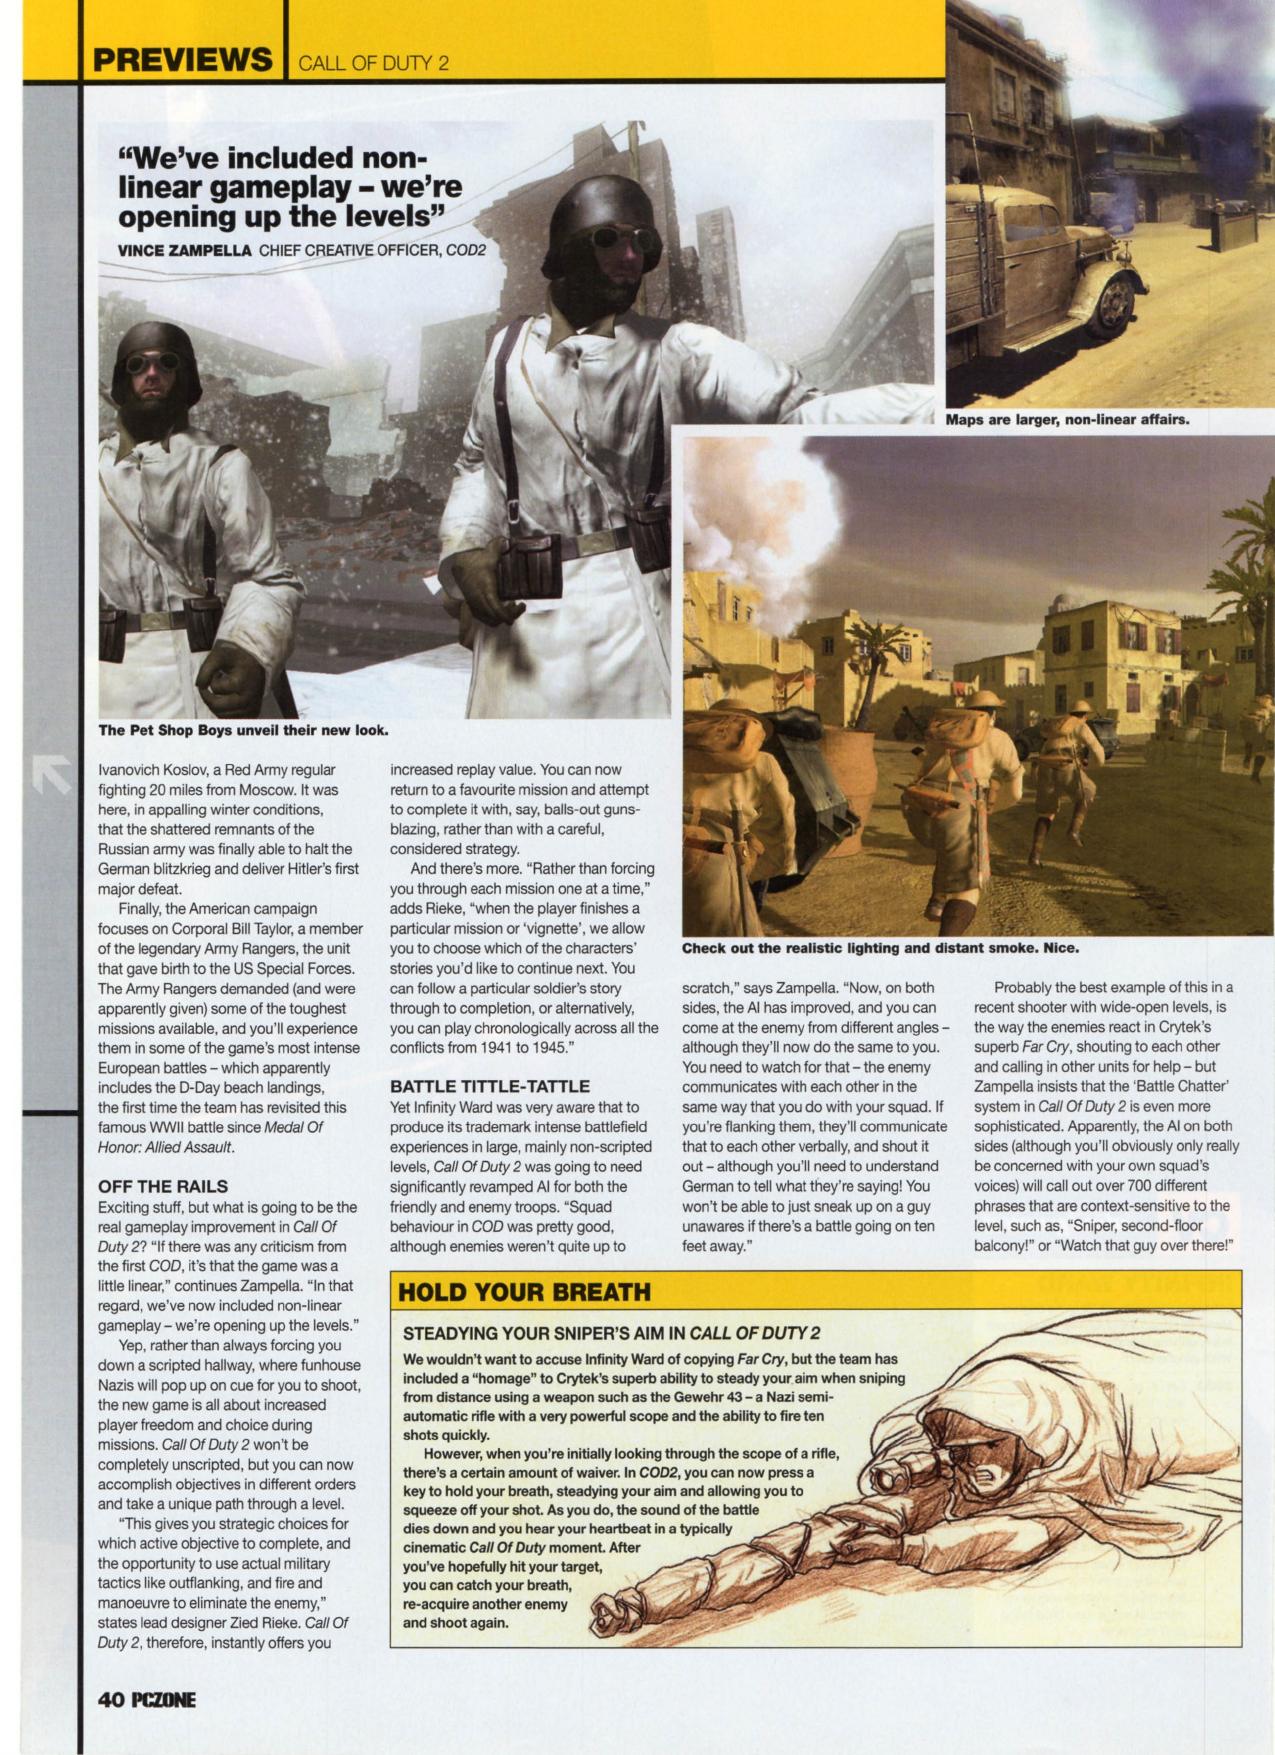 PREVIEWS
CALL OF DUTY 2
“We’ve included non-
linear gameplay – we’re
opening up the levels”
VINCE ZAMPELLA CHIEF CREATIVE OFFICER, COD2
Maps are larger, non-linear affairs.
The Pet Shop Boys unveil their new look.
Check out the realistic lighting and distant smoke. Nice.
Ivanovich Koslov, a Red Army regular
fighting 20 miles from Moscow. It was
here, in appalling winter conditions,
that the shattered remnants of the
Russian army was finally able to halt the
German blitzkrieg and deliver Hitler’s first
major defeat.
Finally, the American campaign
focuses on Corporal Bill Taylor, a member
of the legendary Army Rangers, the unit
that gave birth to the US Special Forces.
The Army Rangers demanded (and were
apparently given) some of the toughest
missions available, and you’ll experience
them in some of the game’s most intense
European battles – which apparently
includes the D-Day beach landings,
the first time the team has revisited this
famous WWII battle since Medal Of
Honor: Allied Assault.
OFF THE RAILS
Exciting stuff, but what is going to be the
real gameplay improvement in Call Of
Duty 2? “If there was any criticism from
the first COD, it’s that the game was a
little linear,” continues Zampella. “In that
regard, we’ve now included non-linear
gameplay – we’re opening up the levels.”
Yep, rather than always forcing you
down a scripted hallway, where funhouse
Nazis will pop up on cue for you to shoot,
the new game is all about increased
player freedom and choice during
missions. Call Of Duty 2 won’t be
completely unscripted, but you can now
accomplish objectives in different orders
and take a unique path through a level.
“This gives you strategic choices for
which active objective to complete, and
the opportunity to use actual military
tactics like outflanking, and fire and
manoeuvre to eliminate the enemy,”
states lead designer Zied Rieke. Call Of
Duty 2, therefore, instantly offers you
increased replay value. You can now
return to a favourite mission and attempt
to complete it with, say, balls-out guns-
blazing, rather than with a careful,
considered strategy.
And there’s more. “Rather than forcing
you through each mission one at a time,”
adds Rieke, “when the player finishes a
particular mission or ‘vignette’, we allow
you to choose which of the characters’
stories you’d like to continue next. You
can follow a particular soldier’s story
through to completion, or alternatively,
you can play chronologically across all the
conflicts from 1941 to 1945.”
BATTLE TITTLE-TATTLE
Yet Infinity Ward was very aware that to
produce its trademark intense battlefield
experiences in large, mainly non-scripted
levels, Call Of Duty 2 was going to need
significantly revamped AI for both the
friendly and enemy troops. “Squad
behaviour in COD was pretty good,
although enemies weren’t quite up to
scratch,” says Zampella. “Now, on both
sides, the AI has improved, and you can
come at the enemy from different angles –
although they’ll now do the same to you.
You need to watch for that – the enemy
communicates with each other in the
same way that you do with your squad. If
you’re flanking them, they’ll communicate
that to each other verbally, and shout it
out – although you’ll need to understand
German to tell what they’re saying! You
won’t be able to just sneak up on a guy
unawares if there’s a battle going on ten
feet away.”
Probably the best example of this in a
recent shooter with wide-open levels, is
the way the enemies react in Crytek’s
superb Far Cry, shouting to each other
and calling in other units for help – but
Zampella insists that the ‘Battle Chatter’
system in Call Of Duty 2 is even more
sophisticated. Apparently, the AI on both
sides (although you’ll obviously only really
be concerned with your own squad’s
voices) will call out over 700 different
phrases that are context-sensitive to the
level, such as, “Sniper, second-floor
balcony!” or “Watch that guy over there!”
HOLD YOUR BREATH
STEADYING YOUR SNIPER’S AIM IN CALL OF DUTY 2
We wouldn’t want to accuse Infinity Ward of copying Far Cry, but the team has
included a “homage” to Crytek’s superb ability to steady your aim when sniping
from distance using a weapon such as the Gewehr 43 – a Nazi semi-
automatic rifle with a very powerful scope and the ability to fire ten
shots quickly.
However, when you’re initially looking through the scope of a rifle,
there’s a certain amount of waiver. In COD2, you can now press a
key to hold your breath, steadying your aim and allowing you to
squeeze off your shot. As you do, the sound of the battle
dies down and you hear your heartbeat in a typically
cinematic Call Of Duty moment. After
you’ve hopefully hit your target,
you can catch your breath,
re-acquire another enemy
and shoot again.
40 PCZONE